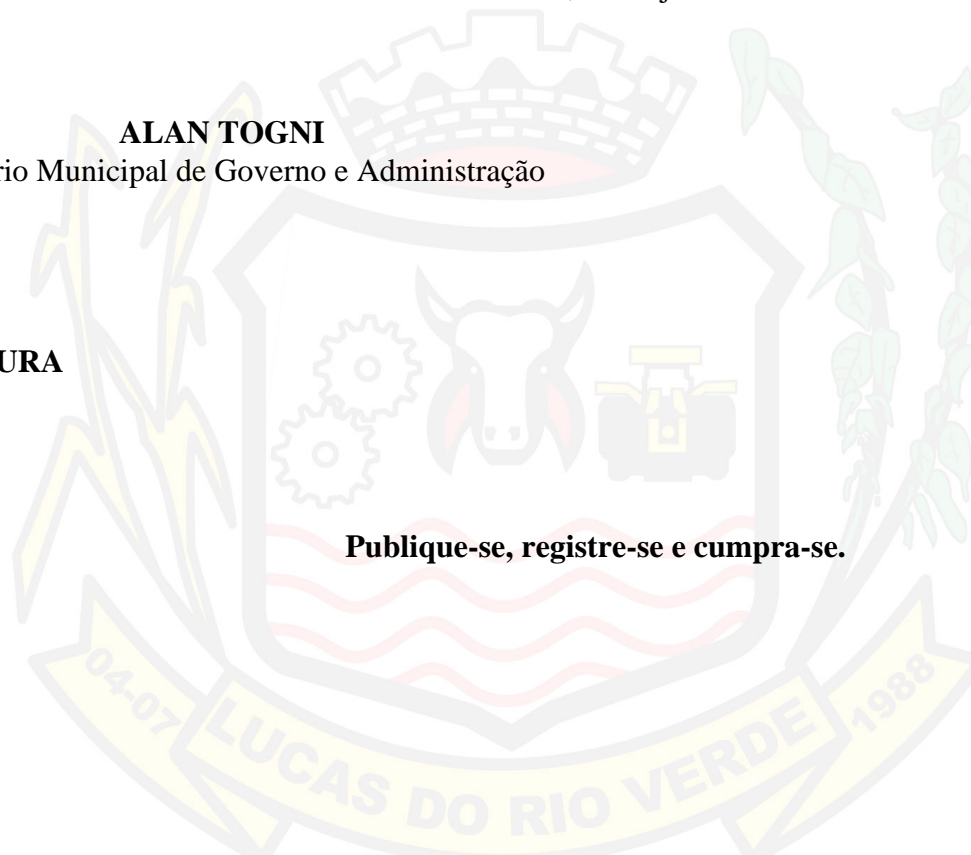 ALAN TOGNI
rio Municipal de Governo e Administração
URA
Publique-se, registre-se e cumpra-se.
04-07
LUCAS DO RIO VERDE
1988